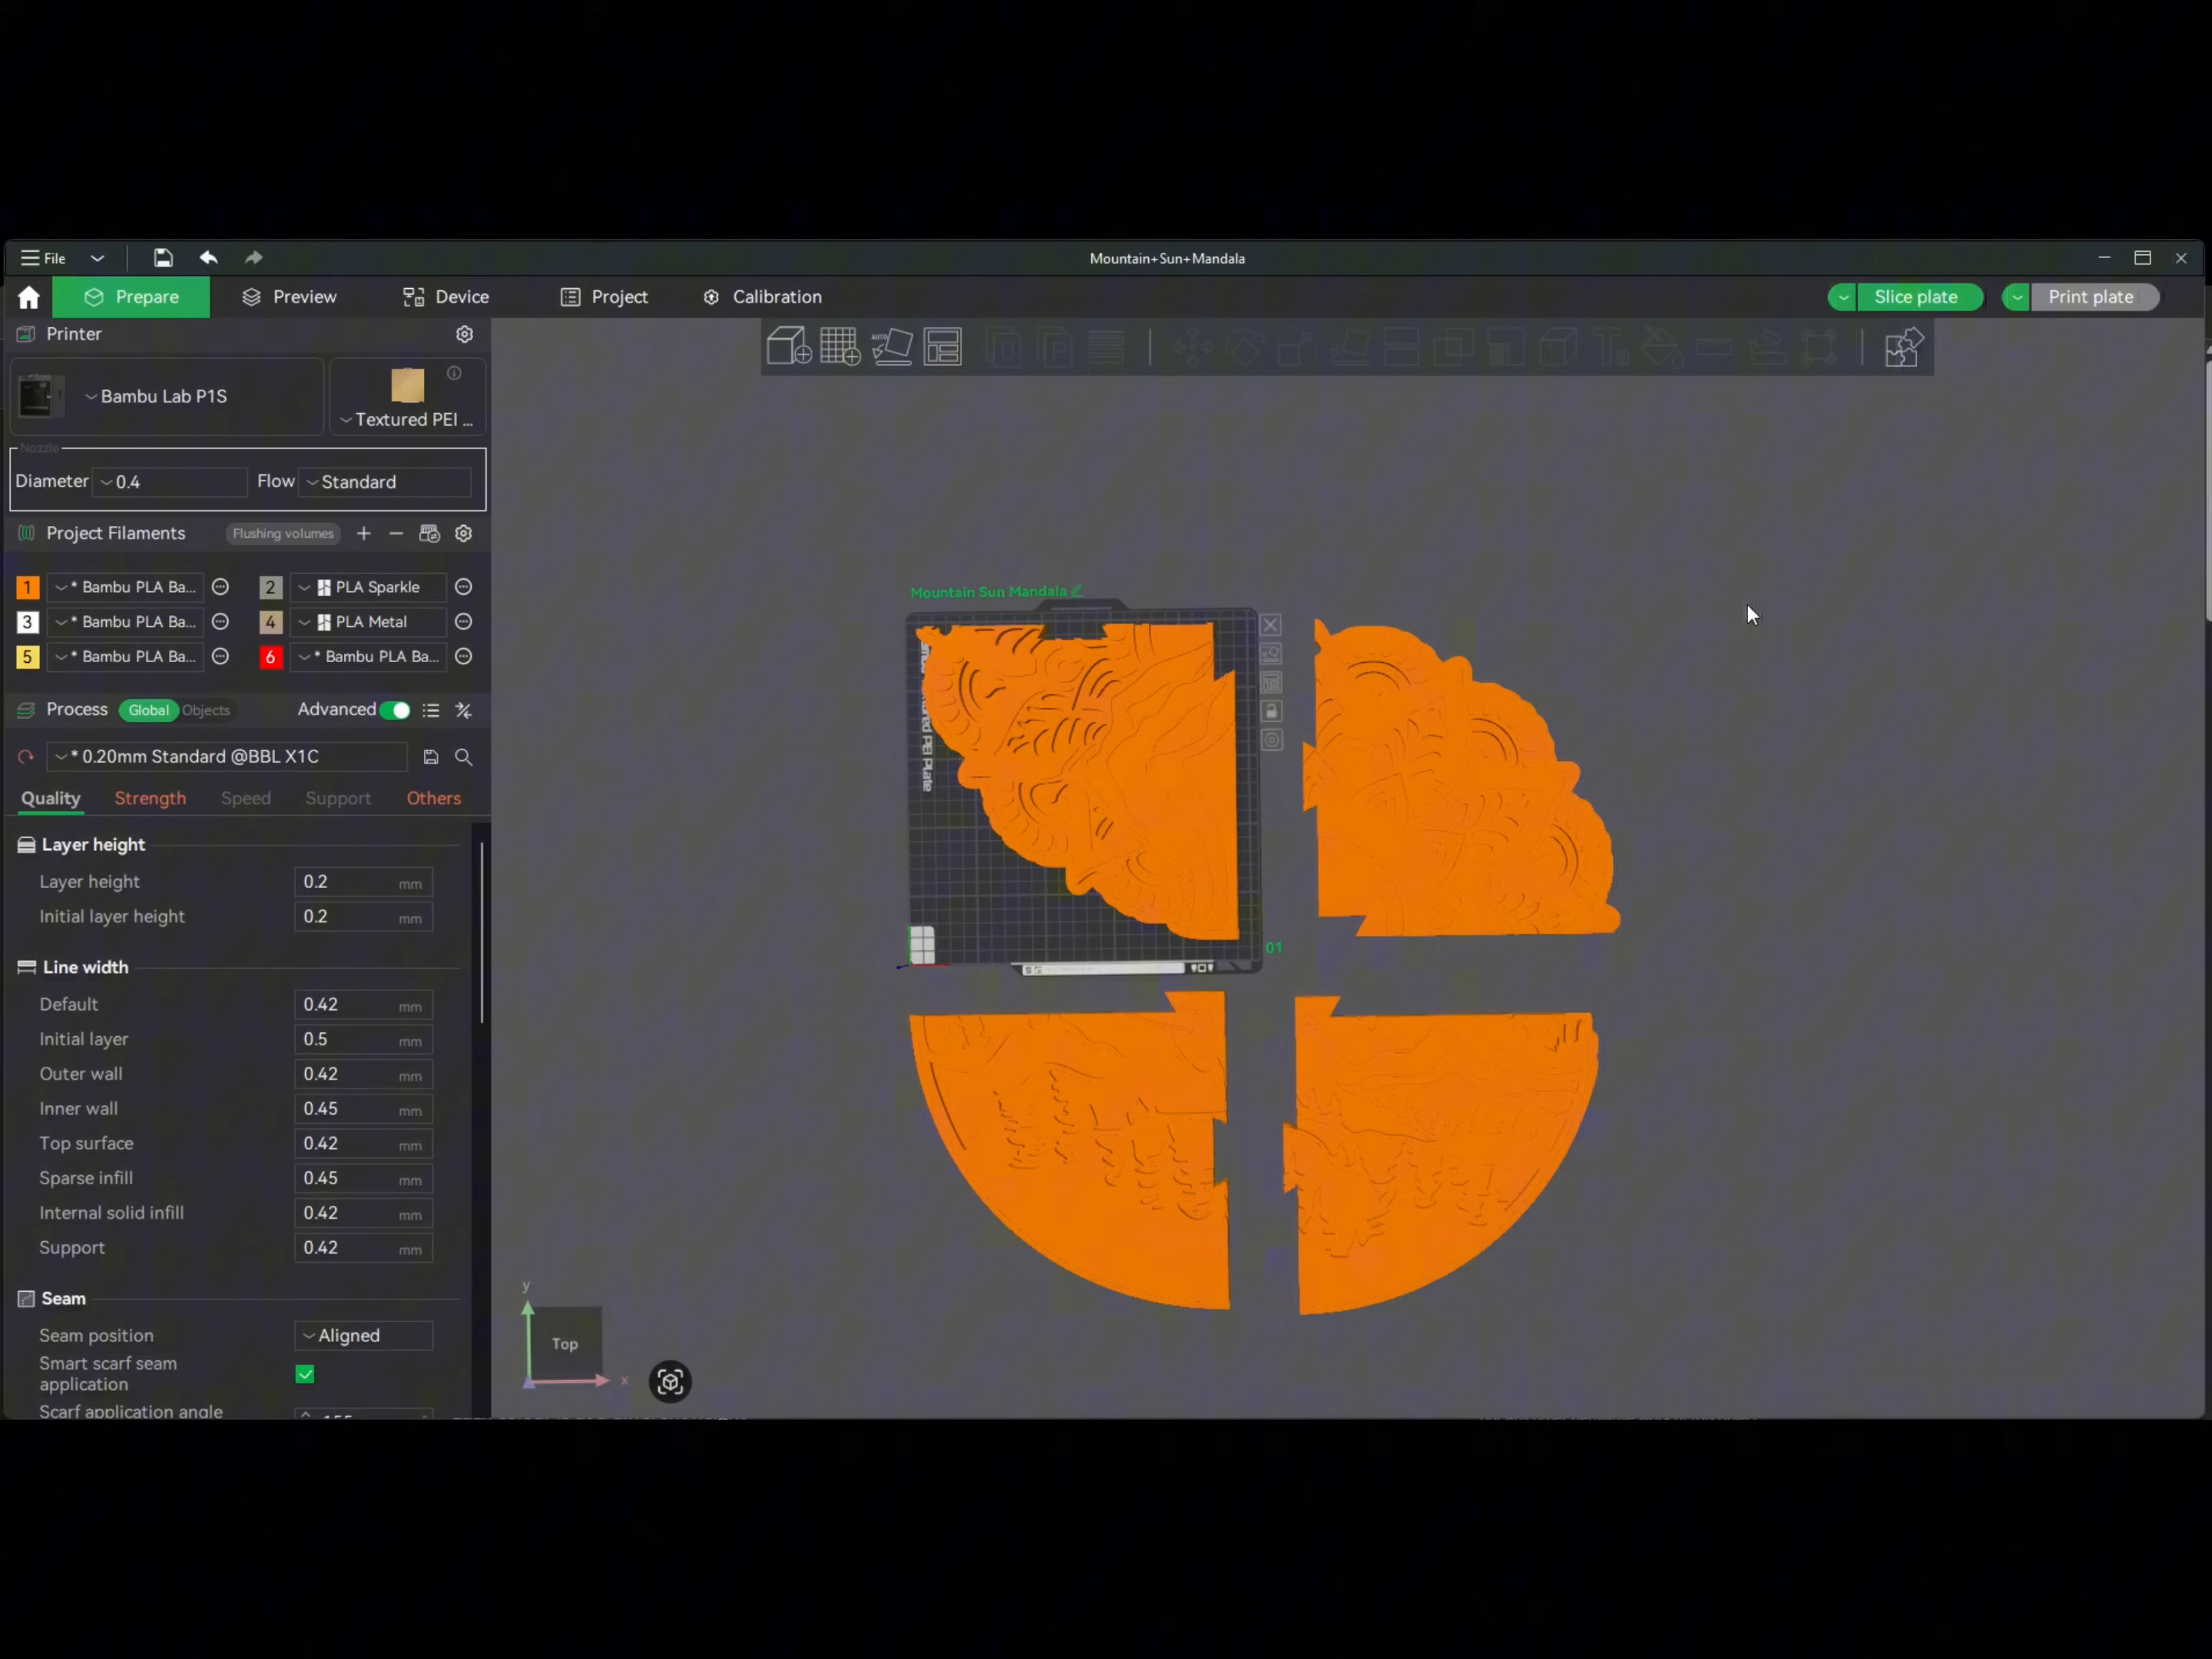 File
Mountain+Sun+Mandala
Prepare
Preview
Device
Project
Calibration
Slice plate
Print plate
Printer
Bambu Lab P1S
Textured PEI ...
Nozzle
Diameter
0.4
Flow
Standard
Project Filaments
Flushing volumes
1 * Bambu PLA Ba...
2 PLA Sparkle
3 * Bambu PLA Ba...
4 PLA Metal
5 * Bambu PLA Ba...
6 * Bambu PLA Ba...
Process
Global
Objects
Advanced
* 0.20mm Standard @BBL X1C
Quality
Strength
Speed
Support
Others
Layer height
Layer height 0.2 mm
Initial layer height 0.2 mm
Line width
Default 0.42 mm
Initial layer 0.5 mm
Outer wall 0.42 mm
Inner wall 0.45 mm
Top surface 0.42 mm
Sparse infill 0.45 mm
Internal solid infill 0.42 mm
Support 0.42 mm
Seam
Seam position Aligned
Smart scarf seam
application
Scarf application angle
AUTO
Mountain Sun Mandala
PEI Plate
01
y
Top
x